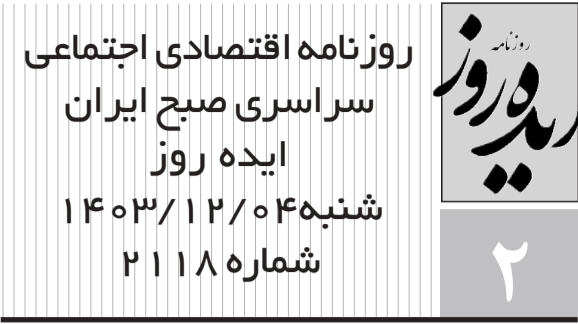 روزنامه
ایده روز
روزنامه اقتصادی اجتماعی
سراسری صبح ایران
ایده روز
شنبه۱۴۰۳/۱۲/۰۴
شماره ۲۱۱۸
۲